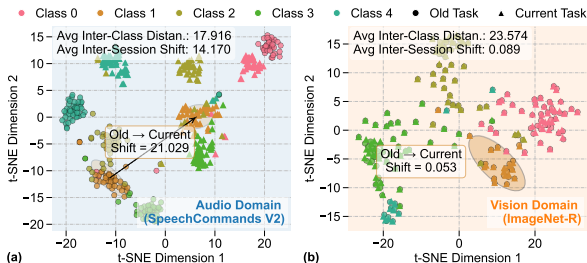 Class 0 Class 1 Class 2 Class 3 Class 4 Old Task Current Task
Avg Inter-Class Distan.: 17.916
Avg Inter-Session Shift: 14.170
Old → Current
Shift = 21.029
Audio Domain
(SpeechCommands V2)
t-SNE Dimension 2
15
10
5
0
−5
−10
−15
−20
−20 0 20
t-SNE Dimension 1
(a)
Avg Inter-Class Distan.: 23.574
Avg Inter-Session Shift: 0.089
Old → Current
Shift = 0.053
Vision Domain
(ImageNet-R)
t-SNE Dimension 2
15
10
5
0
−5
−10
−15
−20 0 20
t-SNE Dimension 1
(b)